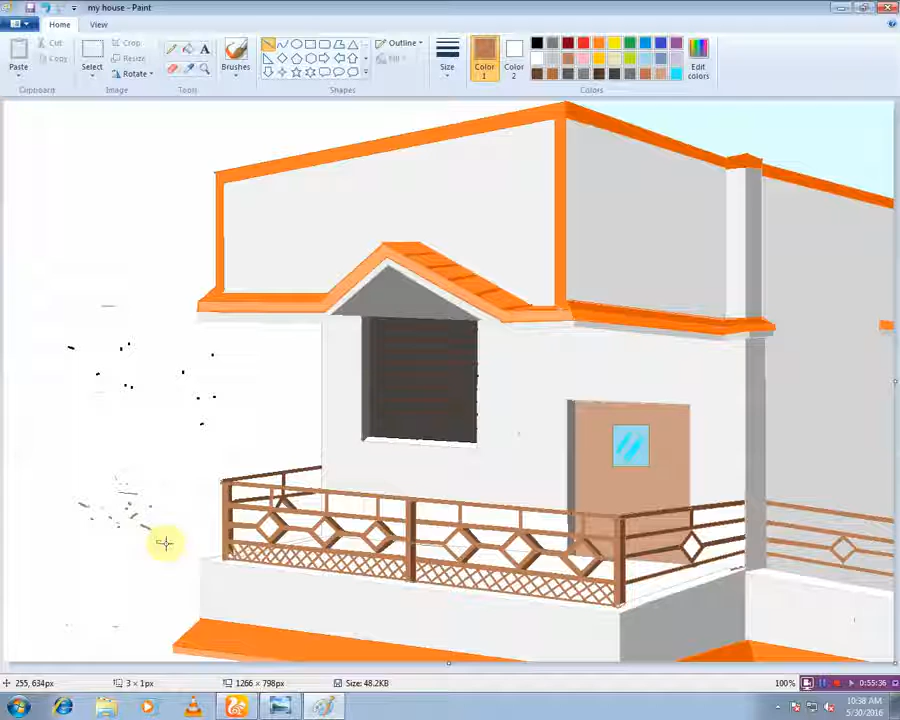 my house - Paint
Home View
Paste
Cut
Copy
Clipboard
Select
Crop
Resize
Rotate
Image
A
Tools
Brushes
Shapes
Outline
Fill
Size
Color
1
Color
2
Colors
Edit
colors
255, 634px
3 × 1px
1266 × 798px
Size: 48.2KB
100%
0:55:36
10:38 AM
5/30/2016